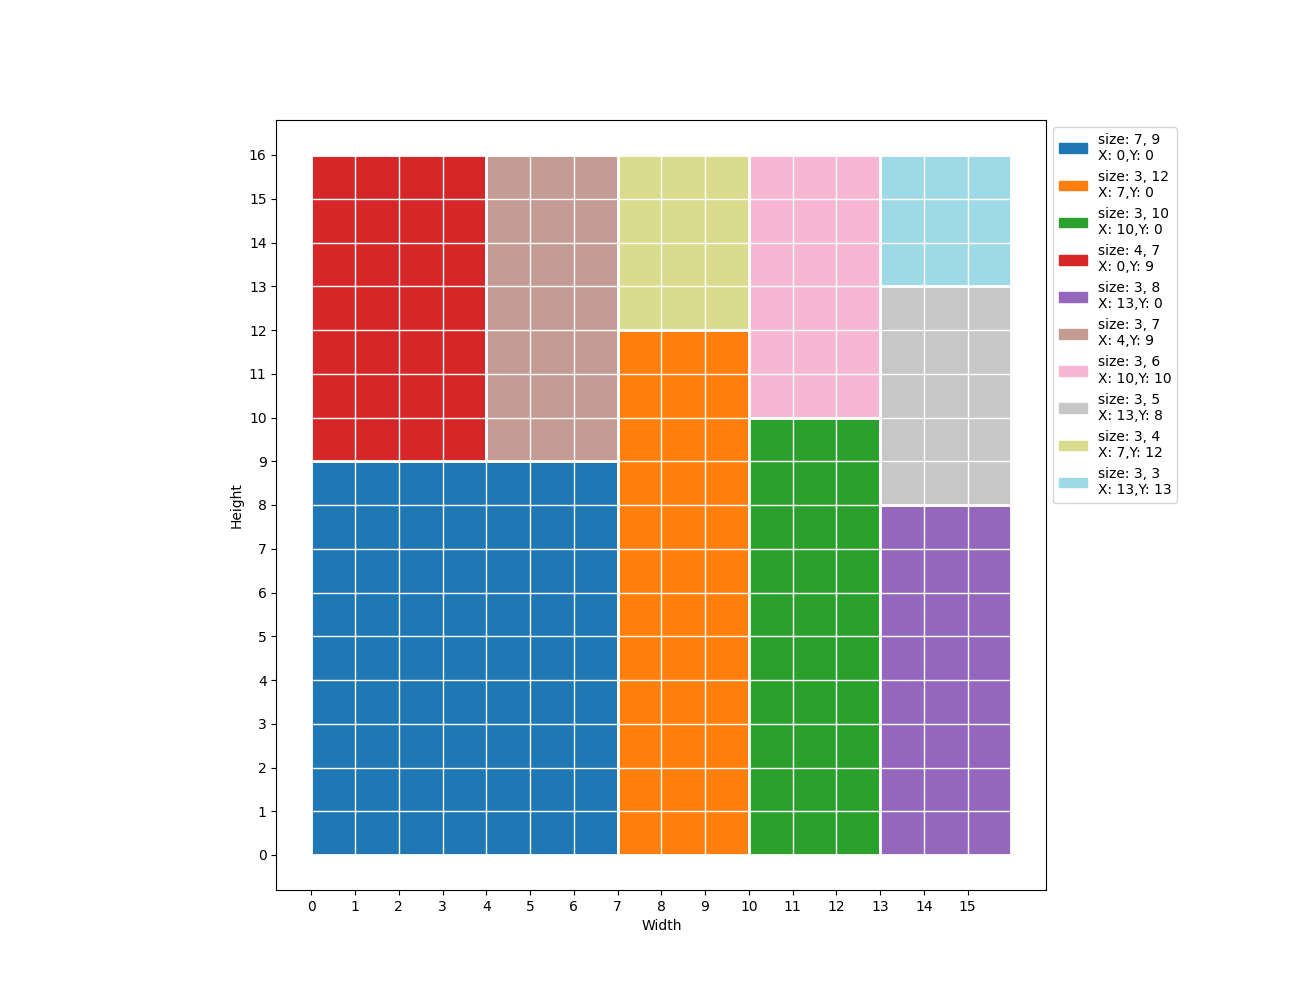 16
15
14
13
12
11
10
9
8
7
6
5
4
3
2
1
0
Height
0 1 2 3 4 5 6 7 8 9 10 11 12 13 14 15
Width
size: 7, 9
X: 0,Y: 0
size: 3, 12
X: 7,Y: 0
size: 3, 10
X: 10,Y: 0
size: 4, 7
X: 0,Y: 9
size: 3, 8
X: 13,Y: 0
size: 3, 7
X: 4,Y: 9
size: 3, 6
X: 10,Y: 10
size: 3, 5
X: 13,Y: 8
size: 3, 4
X: 7,Y: 12
size: 3, 3
X: 13,Y: 13